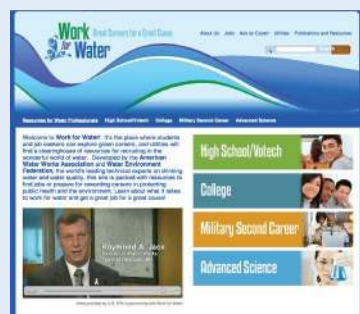 Work for Water
Great Careers for a Great Cause
About Us Jobs Ask an Expert Utilities Publications and Resources
Resources for Water Professionals High School/Votech College Military Second Career Advanced Science
Welcome to Work for Water! It's the place where students
and job seekers can explore green careers, and utilities will
find a clearinghouse of resources for recruiting in the
wonderful world of water. Developed by the American
Water Works Association and Water Environment
Federation, the world's leading technical experts on drinking
water and water quality, this site is packed with resources to
find jobs or prepare for rewarding careers in protecting
public health and the environment. Learn about what it takes
to work for water and get a great job for a great cause!
High School/Votech
College
Military Second Career
Advanced Science
Raymond A. Jack